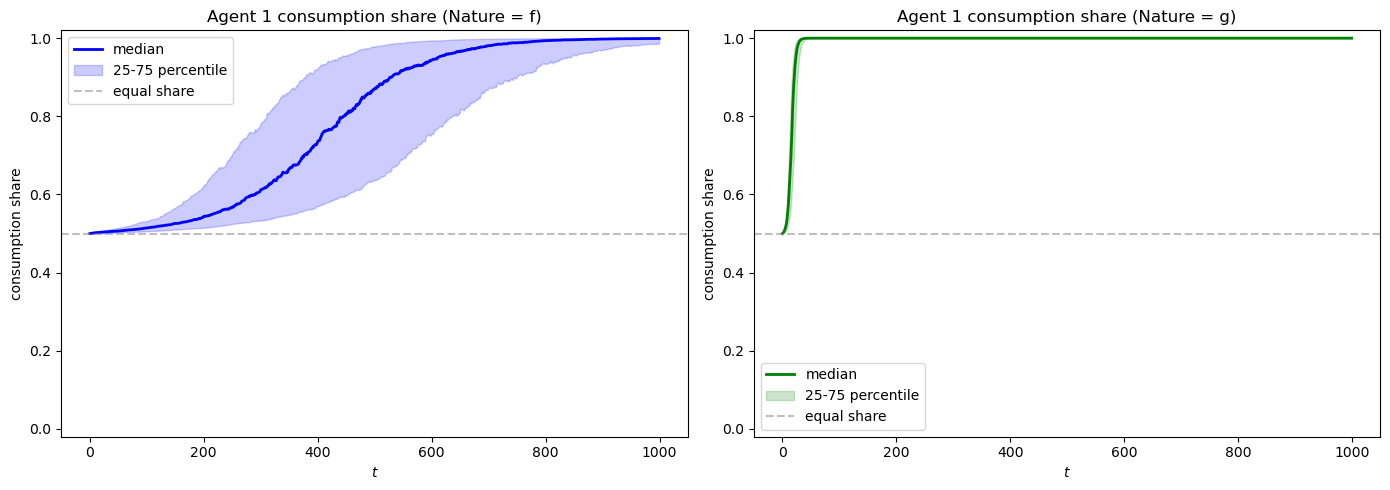 Agent 1 consumption share (Nature = f)
consumption share
1.0
0.8
0.6
0.4
0.2
0.0
median
25-75 percentile
equal share
0 200 400 600 800 1000
t
Agent 1 consumption share (Nature = g)
consumption share
1.0
0.8
0.6
0.4
0.2
0.0
median
25-75 percentile
equal share
0 200 400 600 800 1000
t